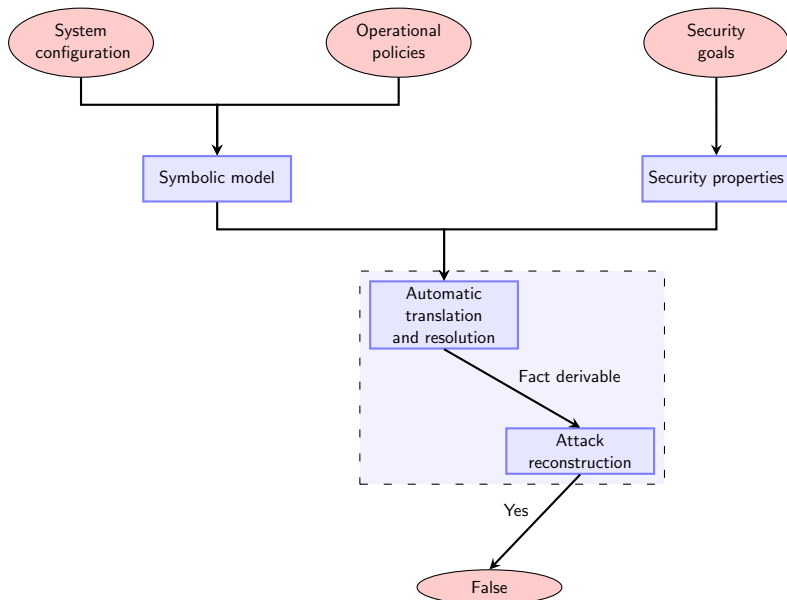 System
configuration
Operational
policies
Security
goals
Symbolic model
Security properties
Automatic
translation
and resolution
Fact derivable
Attack
reconstruction
Yes
False